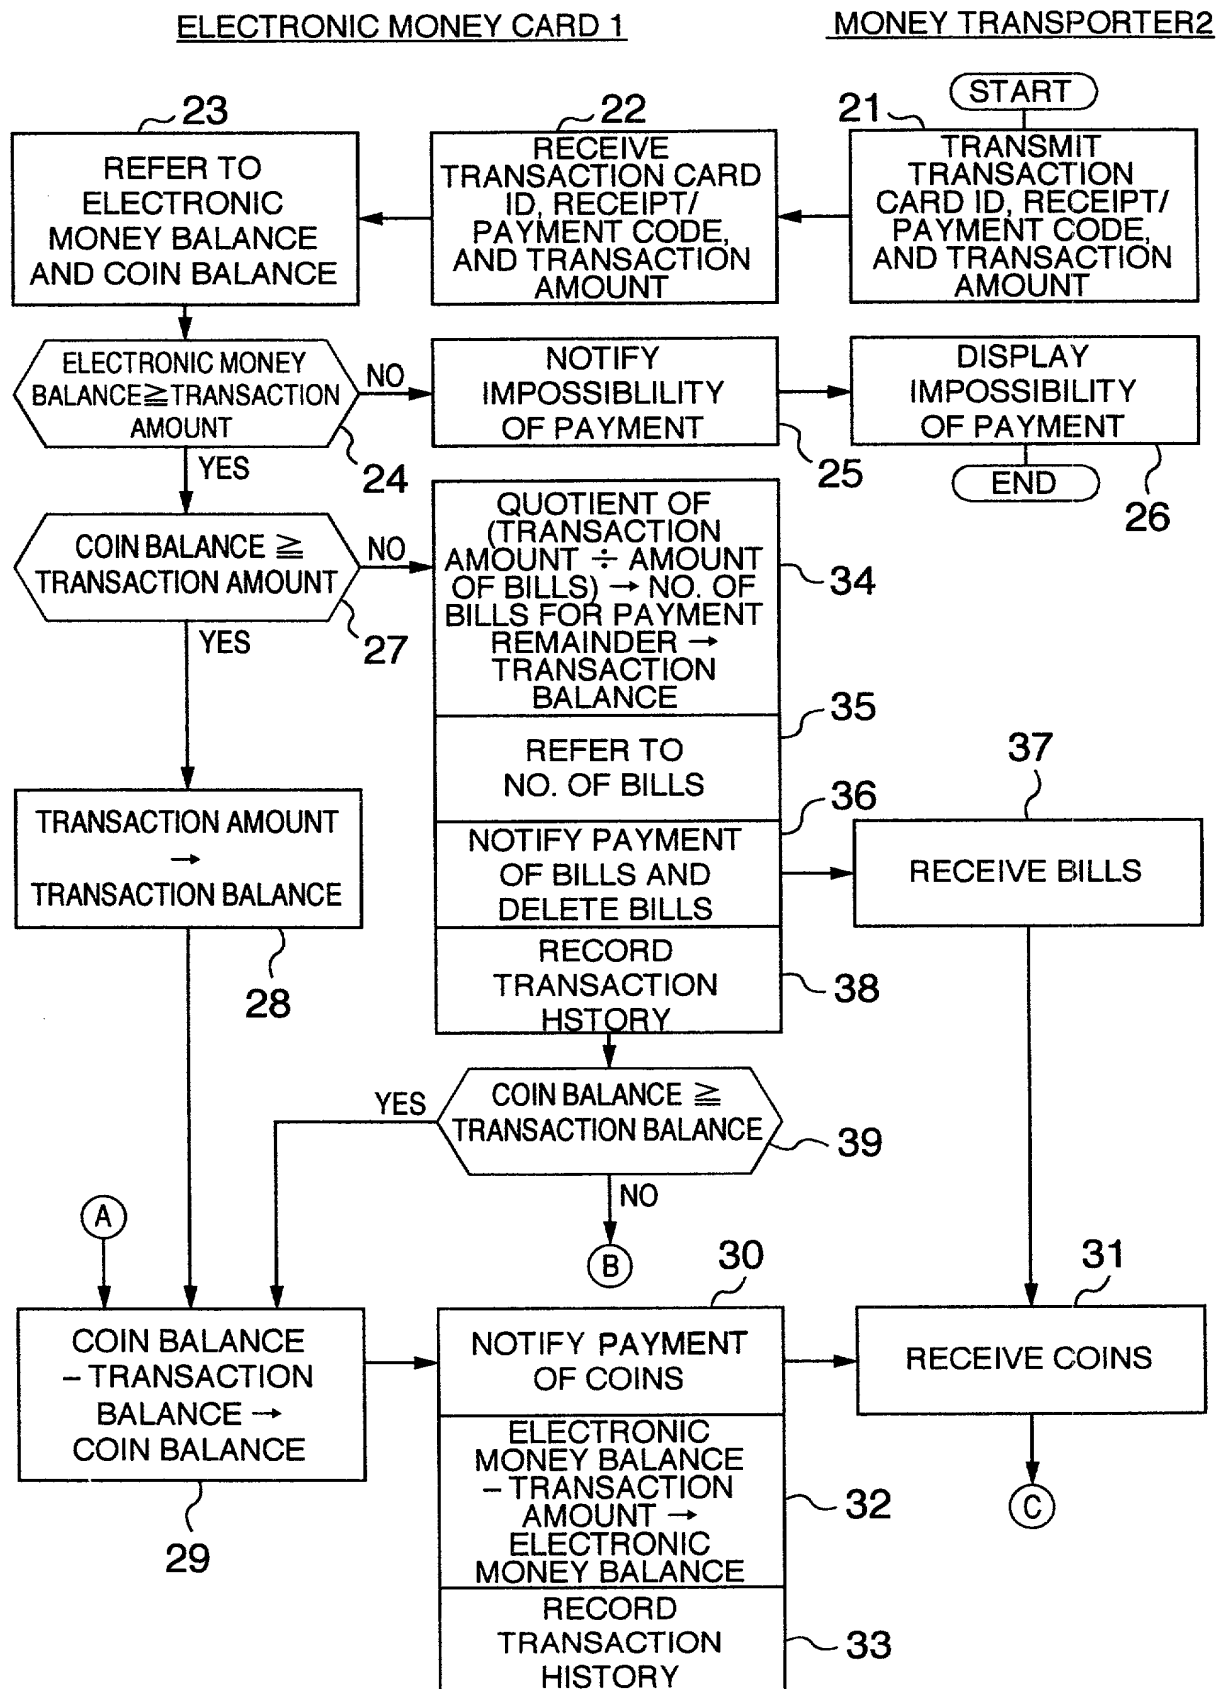 ELECTRONIC MONEY CARD 1
MONEY TRANSPORTER2
START
23
REFER TO
ELECTRONIC
MONEY BALANCE
AND COIN BALANCE
22
RECEIVE
TRANSACTION CARD
ID, RECEIPT/
PAYMENT CODE,
AND TRANSACTION
AMOUNT
21
TRANSMIT
TRANSACTION
CARD ID, RECEIPT/
PAYMENT CODE,
AND TRANSACTION
AMOUNT
ELECTRONIC MONEY
BALANCE≧TRANSACTION
AMOUNT
24
NO
YES
NOTIFY
IMPOSSIBLILITY
OF PAYMENT
25
DISPLAY
IMPOSSIBILITY
OF PAYMENT
26
END
COIN BALANCE ≧
TRANSACTION AMOUNT
27
NO
YES
QUOTIENT OF
(TRANSACTION
AMOUNT ÷ AMOUNT
OF BILLS) → NO. OF
BILLS FOR PAYMENT
REMAINDER →
TRANSACTION
BALANCE
34
REFER TO
NO. OF BILLS
35
NOTIFY PAYMENT
OF BILLS AND
DELETE BILLS
36
RECEIVE BILLS
37
RECORD
TRANSACTION
HSTORY
38
TRANSACTION AMOUNT
→
TRANSACTION BALANCE
28
COIN BALANCE ≧
TRANSACTION BALANCE
39
YES
NO
A
B
COIN BALANCE
– TRANSACTION
BALANCE →
COIN BALANCE
29
30
NOTIFY PAYMENT
OF COINS
31
RECEIVE COINS
C
ELECTRONIC
MONEY BALANCE
– TRANSACTION
AMOUNT →
ELECTRONIC
MONEY BALANCE
32
RECORD
TRANSACTION
HISTORY
33